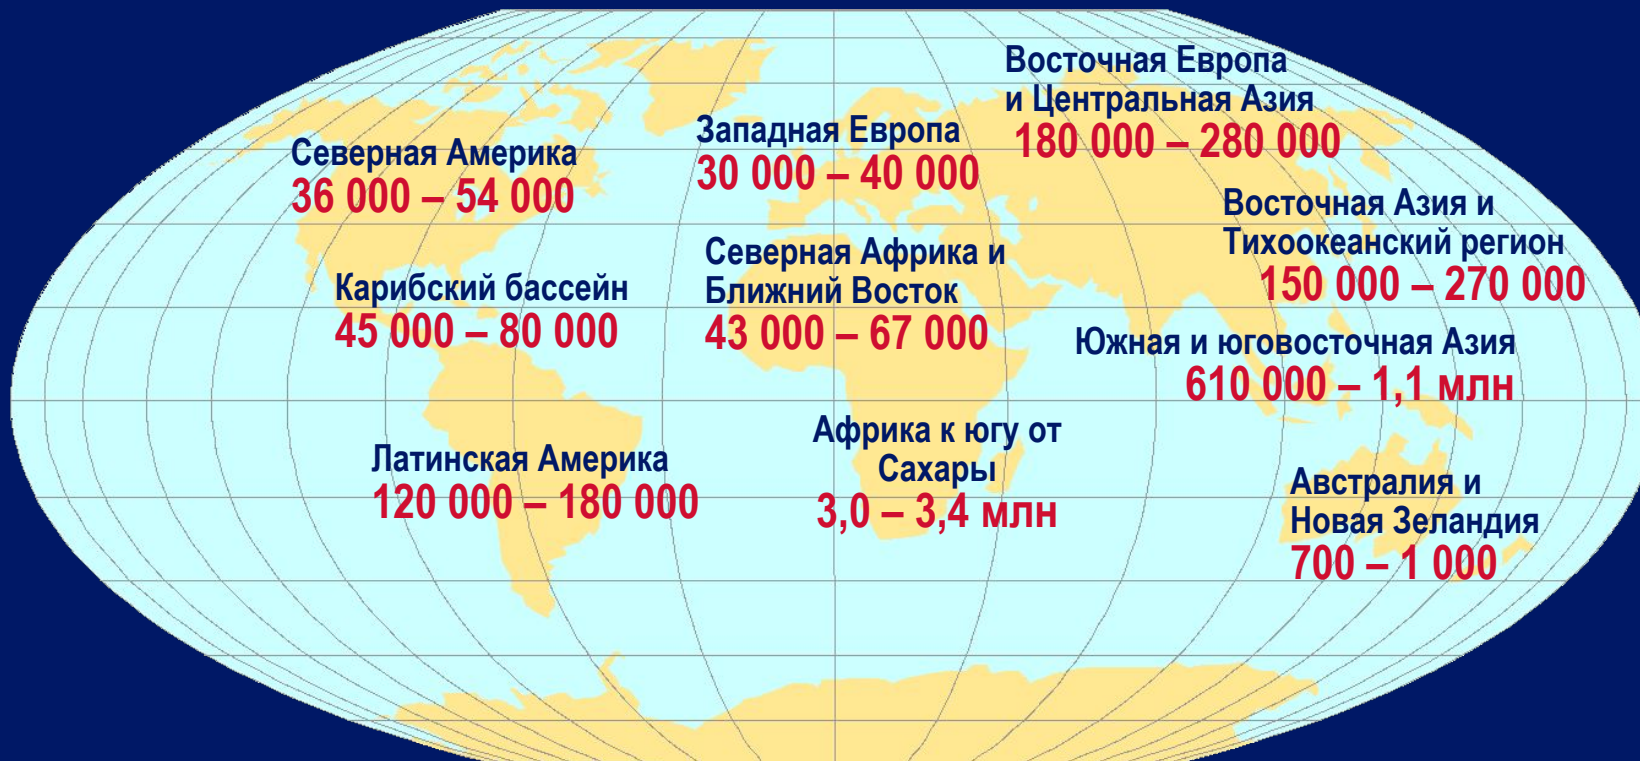 Восточная Европа
и Центральная Азия
180 000 – 280 000
Западная Европа
30 000 – 40 000
Северная Америка
36 000 – 54 000
Восточная Азия и
Тихоокеанский регион
150 000 – 270 000
Северная Африка и
Ближний Восток
43 000 – 67 000
Карибский бассейн
45 000 – 80 000
Южная и юговосточная Азия
610 000 – 1,1 млн
Африка к югу от
Сахары
3,0 – 3,4 млн
Латинская Америка
120 000 – 180 000
Австралия и
Новая Зеландия
700 – 1 000